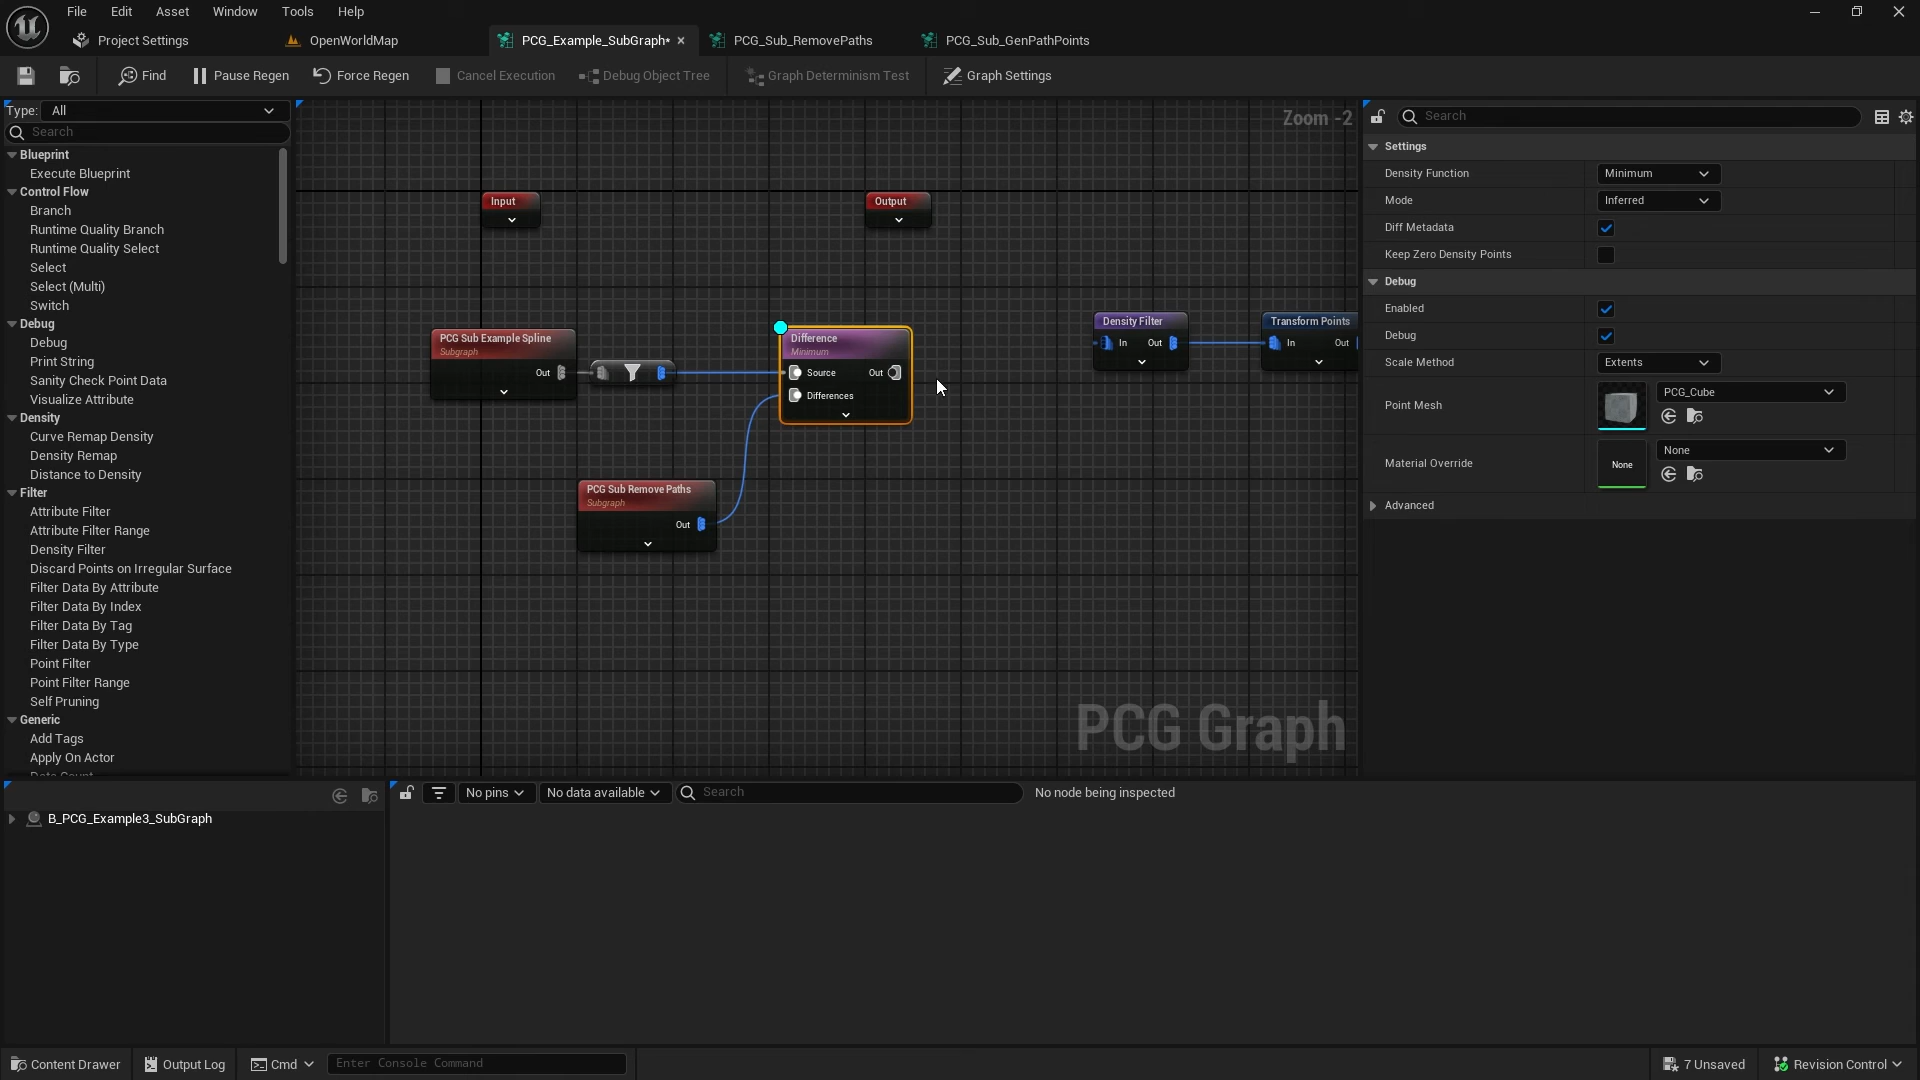 File Edit Asset Window Tools Help
Project Settings
OpenWorldMap
PCG_Example_SubGraph*
PCG_Sub_RemovePaths
PCG_Sub_GenPathPoints
Find
Pause Regen
Force Regen
Cancel Execution
Debug Object Tree
Graph Determinism Test
Graph Settings
Type: All
Search
Blueprint
Execute Blueprint
Control Flow
Branch
Runtime Quality Branch
Runtime Quality Select
Select
Select (Multi)
Switch
Debug
Debug
Print String
Sanity Check Point Data
Visualize Attribute
Density
Curve Remap Density
Density Remap
Distance to Density
Filter
Attribute Filter
Attribute Filter Range
Density Filter
Discard Points on Irregular Surface
Filter Data By Attribute
Filter Data By Index
Filter Data By Tag
Filter Data By Type
Point Filter
Point Filter Range
Self Pruning
Generic
Add Tags
Apply On Actor
Zoom -2
Input
Output
PCG Sub Example Spline
Subgraph
Out
Difference
Minimum
Source Out
Differences
Density Filter
In Out
Transform Points
In Out
PCG Sub Remove Paths
Subgraph
Out
PCG Graph
Search
Settings
Density Function Minimum
Mode Inferred
Diff Metadata
Keep Zero Density Points
Debug
Enabled
Debug
Scale Method Extents
Point Mesh PCG_Cube
Material Override None None
Advanced
B_PCG_Example3_SubGraph
No pins
No data available
Search
No node being inspected
Content Drawer
Output Log
Cmd
Enter Console Command
7 Unsaved
Revision Control